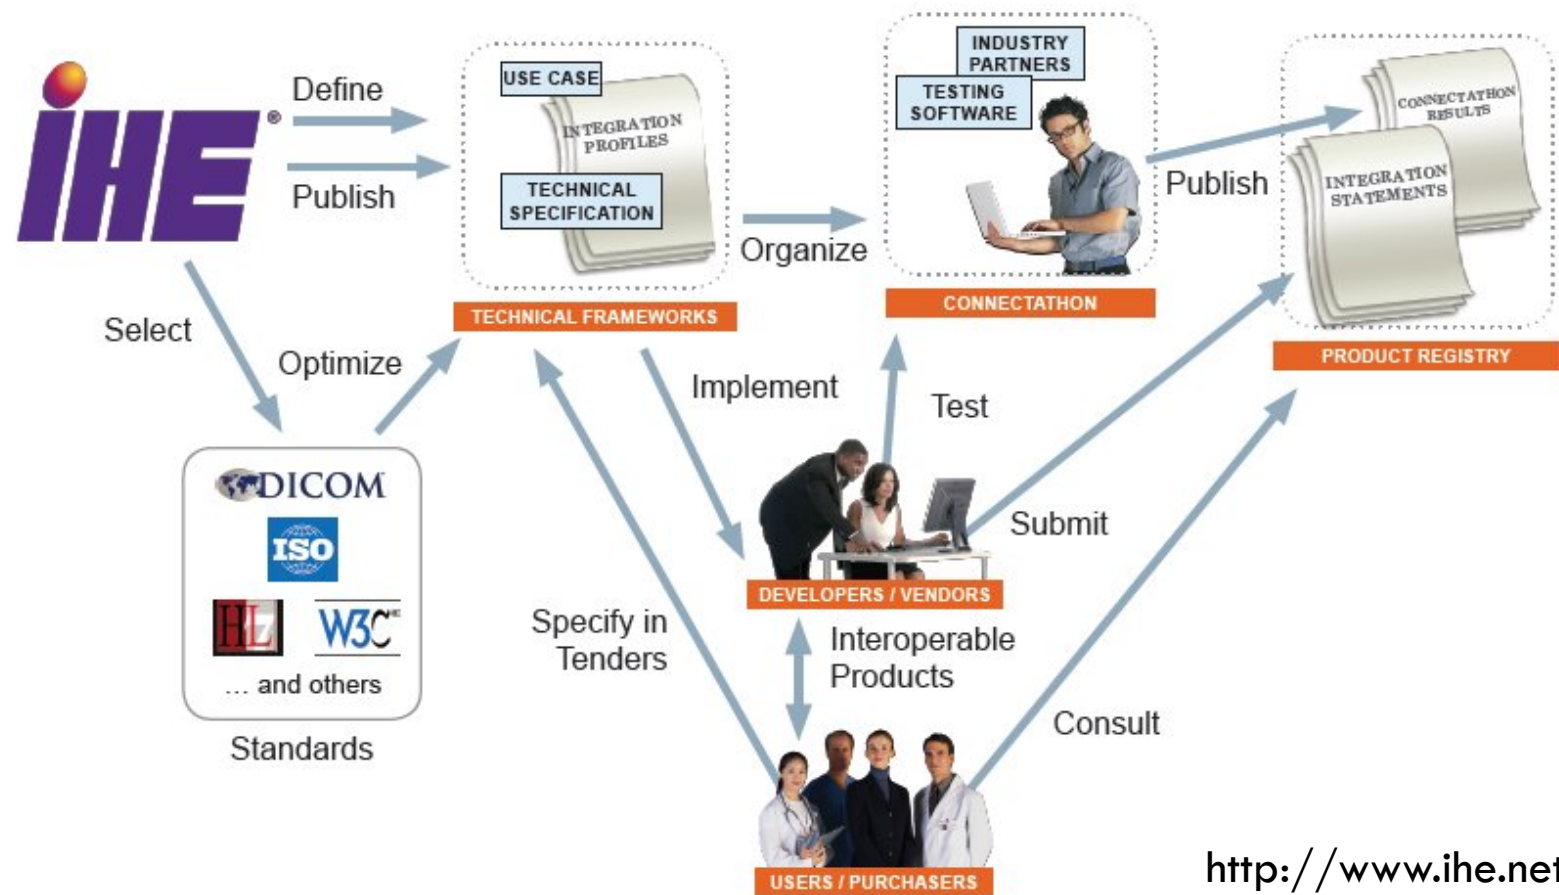 IHE®
Define
Publish
USE CASE
INTEGRATION
PROFILES
TECHNICAL
SPECIFICATION
TECHNICAL FRAMEWORKS
Organize
INDUSTRY
PARTNERS
TESTING
SOFTWARE
CONNECTATHON
Publish
CONNECTATHON
RESULTS
INTEGRATION
STATEMENTS
PRODUCT REGISTRY
Select
Optimize
DICOM
ISO
HL7
W3C
... and others
Standards
Implement
Test
Submit
DEVELOPERS / VENDORS
Specify in
Tenders
Interoperable
Products
Consult
USERS / PURCHASERS
http://www.ihe.net